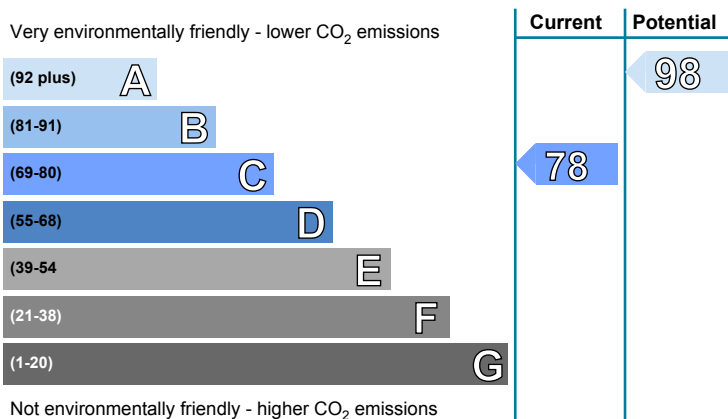 Very environmentally friendly - lower CO2 emissions
Current
Potential
(92 plus) A
98
(81-91) B
(69-80) C
78
(55-68) D
(39-54 E
(21-38) F
(1-20) G
Not environmentally friendly - higher CO2 emissions